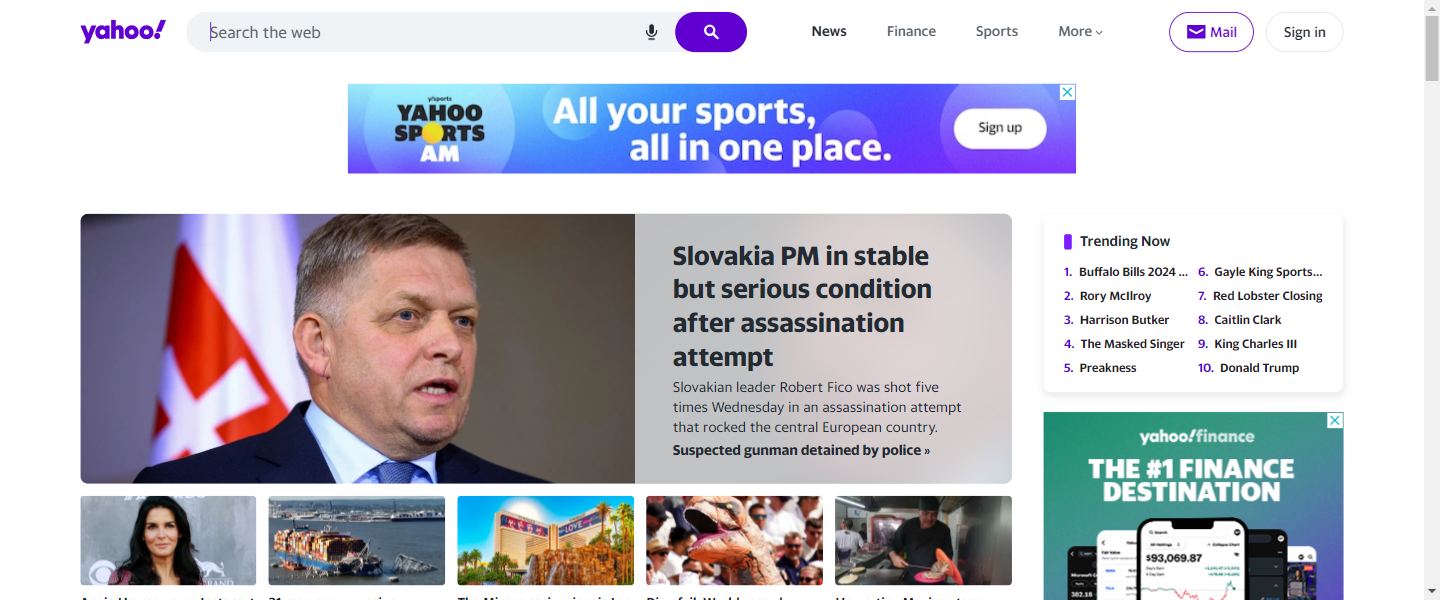 yahoo!
Search the web
News
Finance
Sports
More
Mail
Sign in
y!sports
YAHOO
SPORTS
AM
All your sports,
all in one place.
Sign up
Slovakia PM in stable
but serious condition
after assassination
attempt
Slovakian leader Robert Fico was shot five
times Wednesday in an assassination attempt
that rocked the central European country.
Suspected gunman detained by police »
Trending Now
1. Buffalo Bills 2024 ...
2. Rory McIlroy
3. Harrison Butker
4. The Masked Singer
5. Preakness
6. Gayle King Sports...
7. Red Lobster Closing
8. Caitlin Clark
9. King Charles III
10. Donald Trump
yahoo!finance
THE #1 FINANCE
DESTINATION
Search
$93,069.87
LOVE